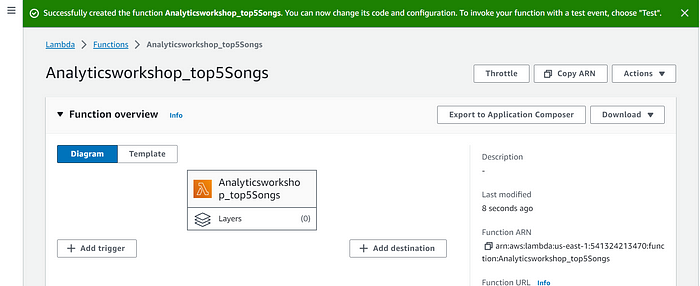 Successfully created the function Analyticsworkshop_top5Songs. You can now change its code and configuration. To invoke your function with a test event, choose "Test".
Lambda > Functions > Analyticsworkshop_top5Songs
Analyticsworkshop_top5Songs
Throttle
Copy ARN
Actions
Function overview Info
Export to Application Composer
Download
Diagram
Template
Analyticsworksho
p_top5Songs
Layers (0)
Add trigger
Add destination
Description
-
Last modified
8 seconds ago
Function ARN
arn:aws:lambda:us-east-1:541324213470:func
tion:Analyticsworkshop_top5Songs
Function URL Info